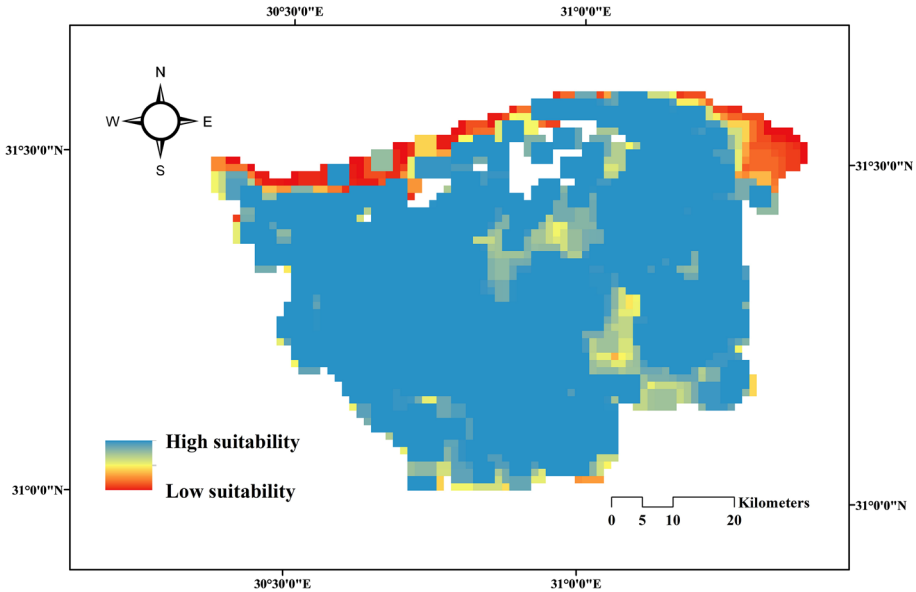 30°30'0"E 31°0'0"E
N
W E
S
31°30'0"N 31°30'0"N
High suitability
Low suitability
31°0'0"N 31°0'0"N
Kilometers
0 5 10 20
30°30'0"E 31°0'0"E